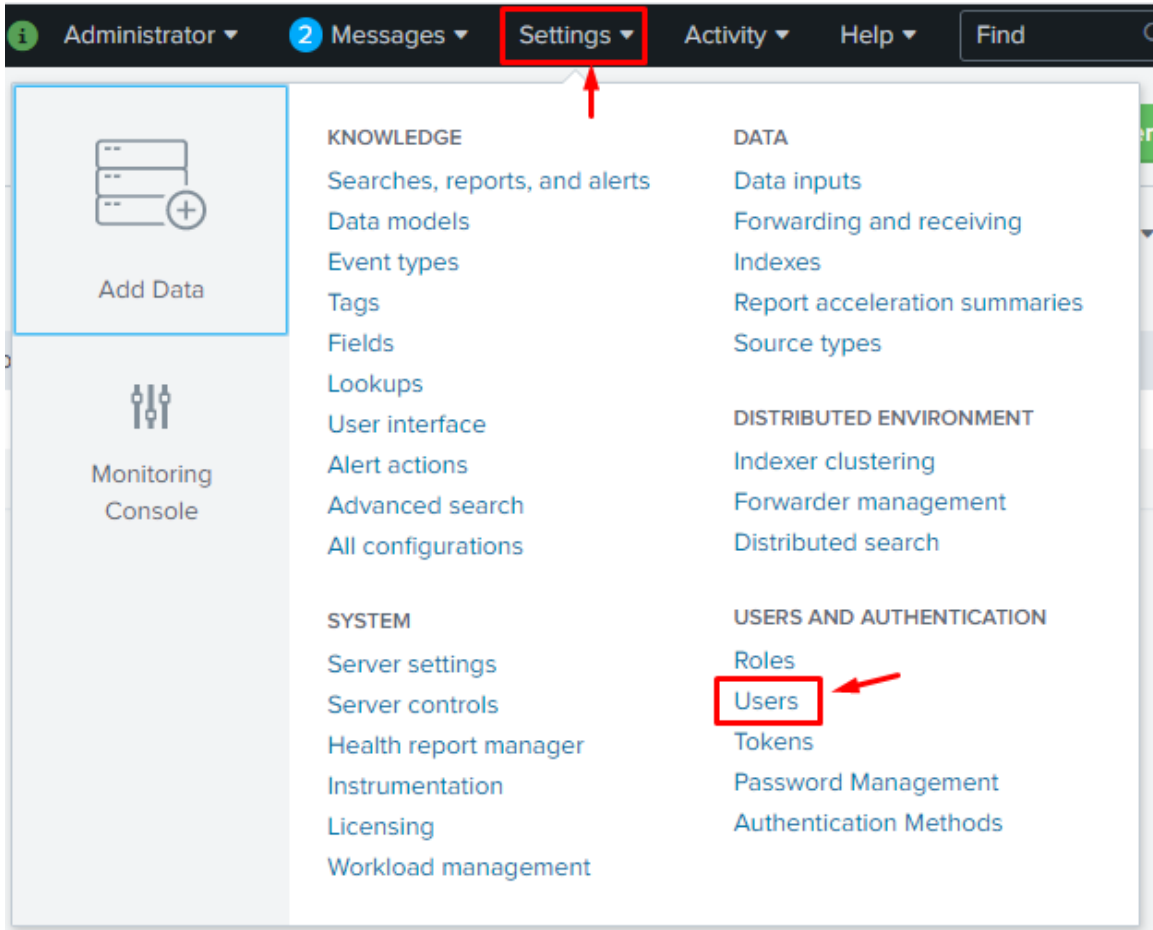 i Administrator 2 Messages Settings Activity Help Find
Add Data
Monitoring
Console
KNOWLEDGE
Searches, reports, and alerts
Data models
Event types
Tags
Fields
Lookups
User interface
Alert actions
Advanced search
All configurations
SYSTEM
Server settings
Server controls
Health report manager
Instrumentation
Licensing
Workload management
DATA
Data inputs
Forwarding and receiving
Indexes
Report acceleration summaries
Source types
DISTRIBUTED ENVIRONMENT
Indexer clustering
Forwarder management
Distributed search
USERS AND AUTHENTICATION
Roles
Users
Tokens
Password Management
Authentication Methods